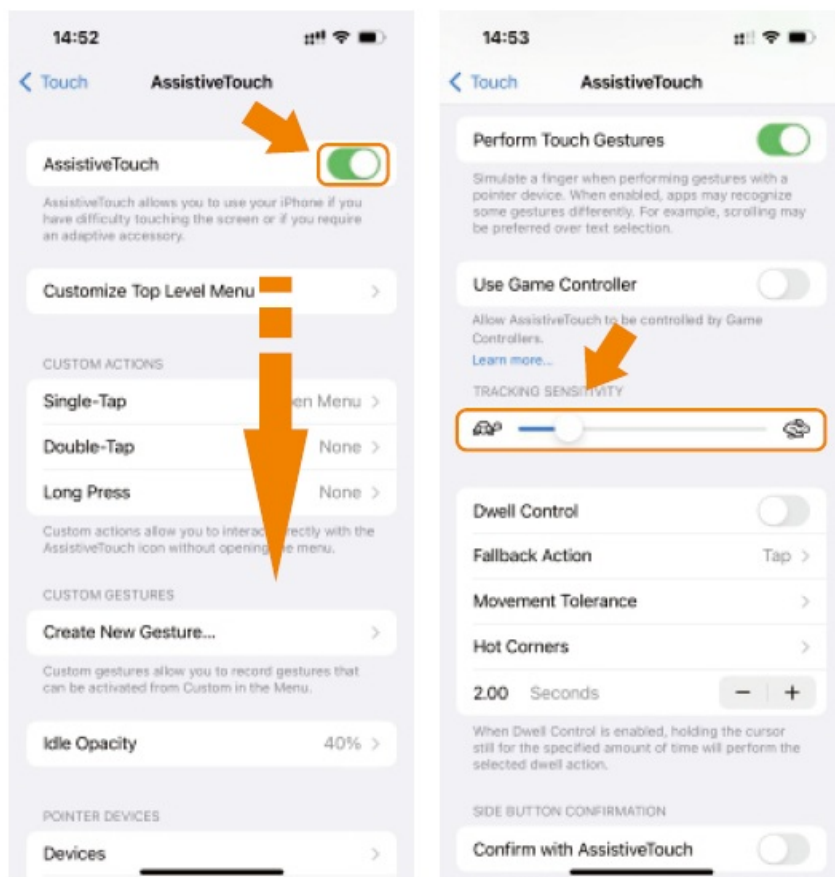 14:52
Touch
AssistiveTouch
AssistiveTouch
AssistiveTouch allows you to use your iPhone if you
have difficulty touching the screen or if you require
an adaptive accessory.
Customize Top Level Menu
CUSTOM ACTIONS
Single-Tap
en Menu
Double-Tap
None
Long Press
None
Custom actions allow you to interact directly with the
AssistiveTouch icon without opening the menu.
CUSTOM GESTURES
Create New Gesture...
Custom gestures allow you to record gestures that
can be activated from Custom in the Menu.
Idle Opacity
40%
POINTER DEVICES
Devices
14:53
Touch
AssistiveTouch
Perform Touch Gestures
Simulate a finger when performing gestures with a
pointer device. When enabled, apps may recognize
some gestures differently. For example, scrolling may
be preferred over text selection.
Use Game Controller
Allow AssistiveTouch to be controlled by Game
Controllers.
Learn more...
TRACKING SENSITIVITY
Dwell Control
Fallback Action
Tap
Movement Tolerance
Hot Corners
2.00 Seconds
− +
When Dwell Control is enabled, holding the cursor
still for the specified amount of time will perform the
selected dwell action.
SIDE BUTTON CONFIRMATION
Confirm with AssistiveTouch